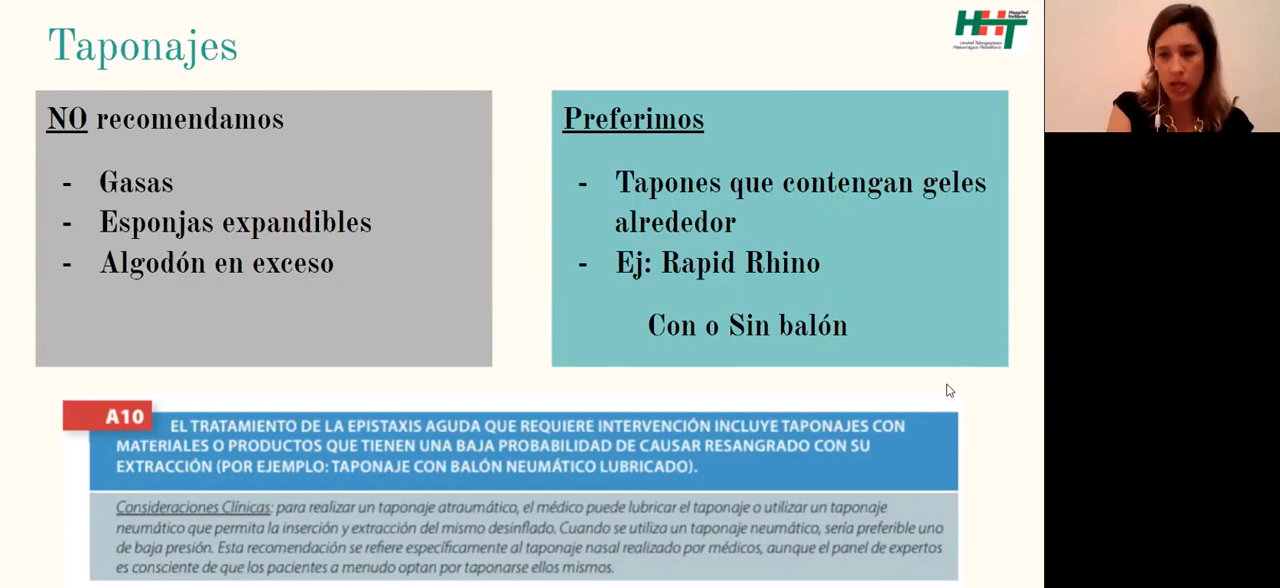 Taponajes
HHT
NO recomendamos
- Gasas
- Esponjas expandibles
- Algodón en exceso
Preferimos
- Tapones que contengan geles
alrededor
- Ej: Rapid Rhino
Con o Sin balón
A10
EL TRATAMIENTO DE LA EPISTAXIS AGUDA QUE REQUIERE INTERVENCIÓN INCLUYE TAPONAJES CON
MATERIALES O PRODUCTOS QUE TIENEN UNA BAJA PROBABILIDAD DE CAUSAR RESANGRADO CON SU
EXTRACCIÓN (POR EJEMPLO: TAPONAJE CON BALÓN NEUMÁTICO LUBRICADO).
Consideraciones Clínicas: para realizar un taponaje atraumático, el médico puede lubricar el taponaje o utilizar un taponaje
neumático que permita la inserción y extracción del mismo desinflado. Cuando se utiliza un taponaje neumático, sería preferible uno
de baja presión. Esta recomendación se refiere específicamente al taponaje nasal realizado por médicos, aunque el panel de expertos
es consciente de que los pacientes a menudo optan por taponarse ellos mismos.